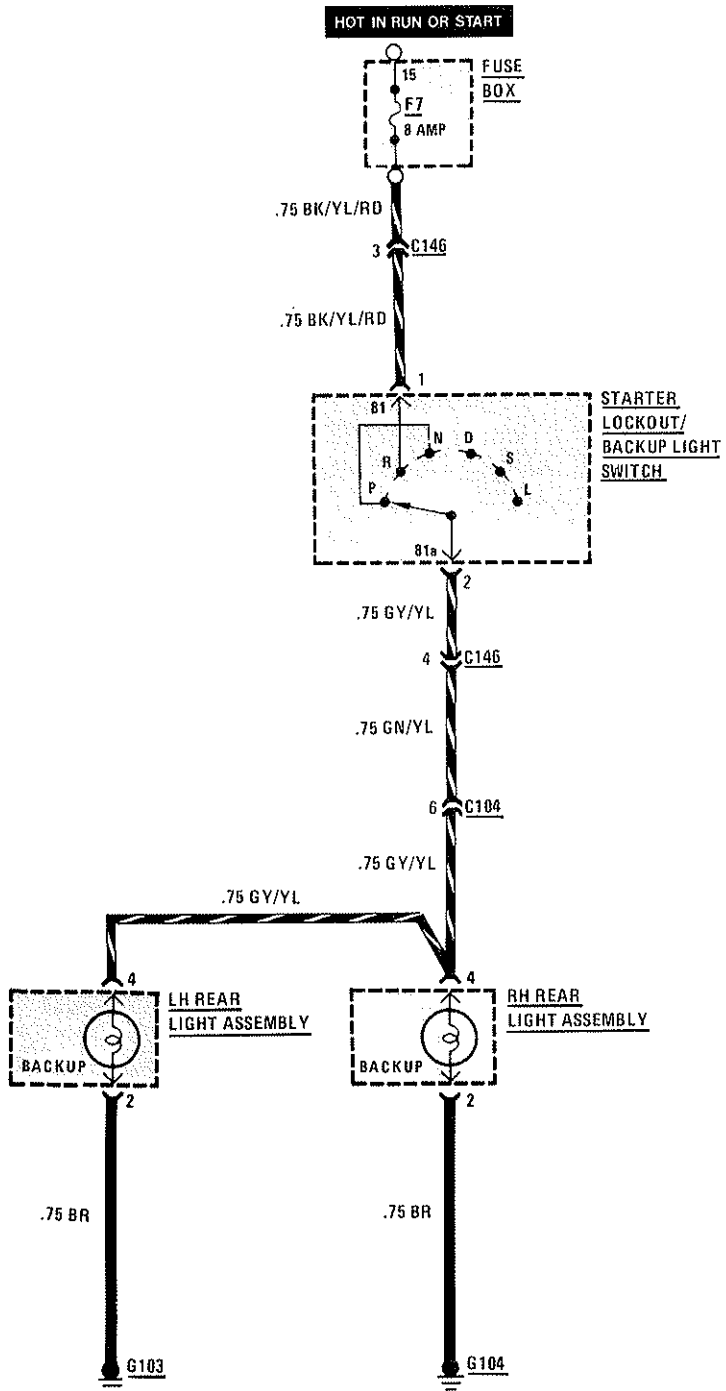 HOT IN RUN OR START
15
FUSE
BOX
F7
8 AMP
.75 BK/YL/RD
3
C146
.75 BK/YL/RD
1
81
STARTER
LOCKOUT/
BACKUP LIGHT
SWITCH
N
D
R
S
P
L
81a
2
.75 GY/YL
4
C146
.75 GN/YL
6
C104
.75 GY/YL
.75 GY/YL
4
LH REAR
LIGHT ASSEMBLY
BACKUP
2
4
RH REAR
LIGHT ASSEMBLY
BACKUP
2
.75 BR
.75 BR
G103
G104